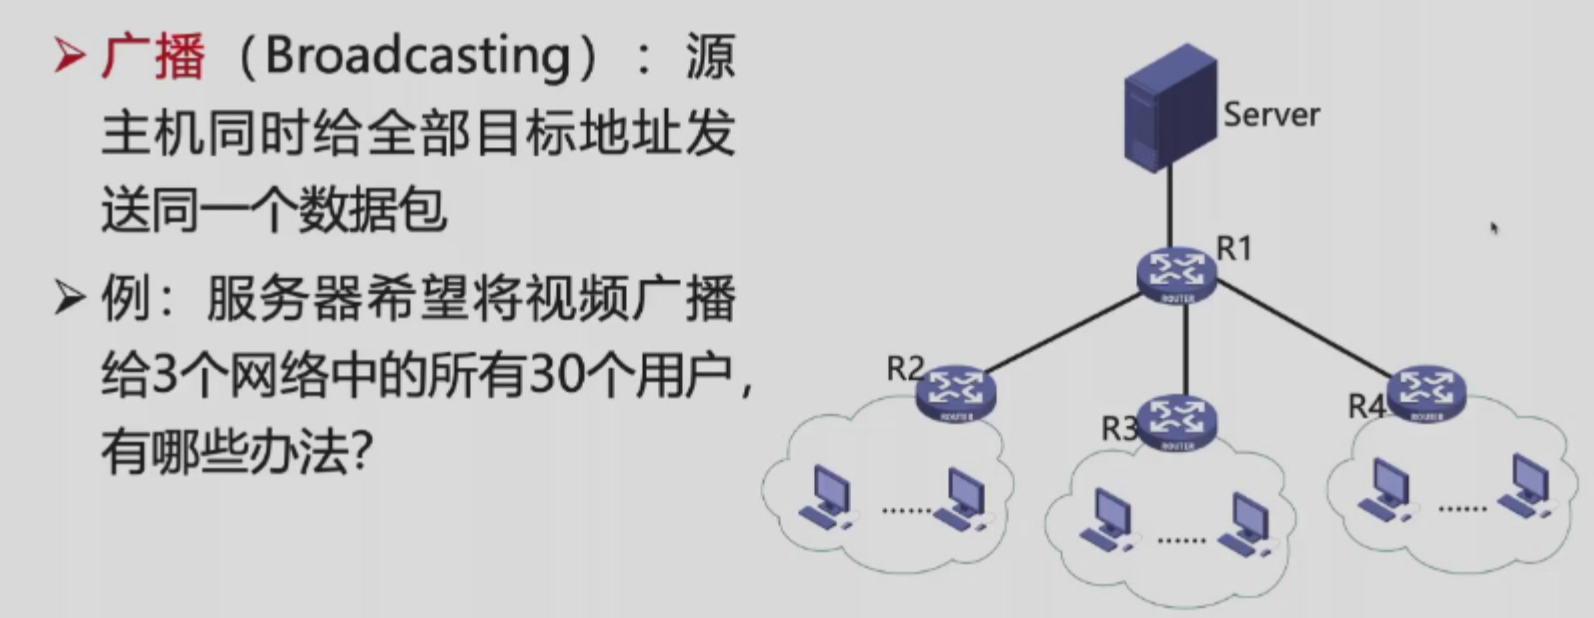 广播（Broadcasting）：源
主机同时给全部目标地址发
送同一个数据包
例：服务器希望将视频广播
给3个网络中的所有30个用户，
有哪些办法？
Server
R1
ROUTER
R2
ROUTER
R3
ROUTER
R4
ROUTER